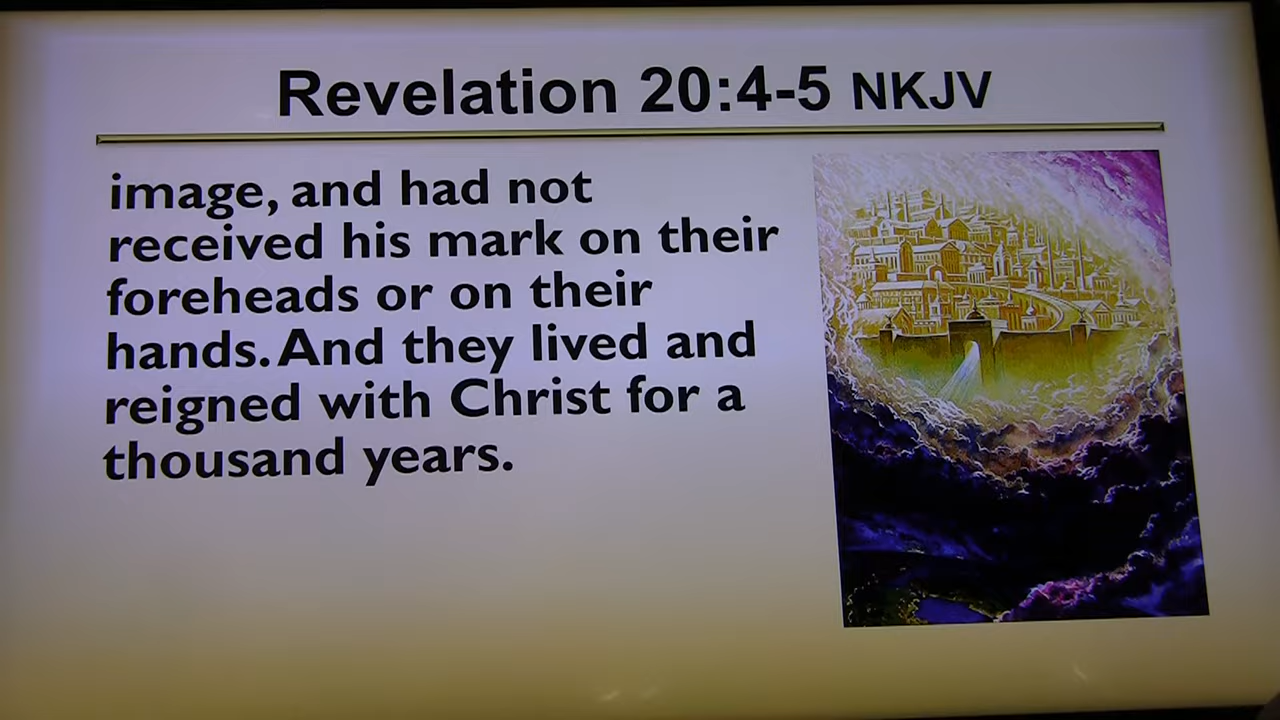 Revelation 20:4-5 NKJV
image, and had not
received his mark on their
foreheads or on their
hands. And they lived and
reigned with Christ for a
thousand years.